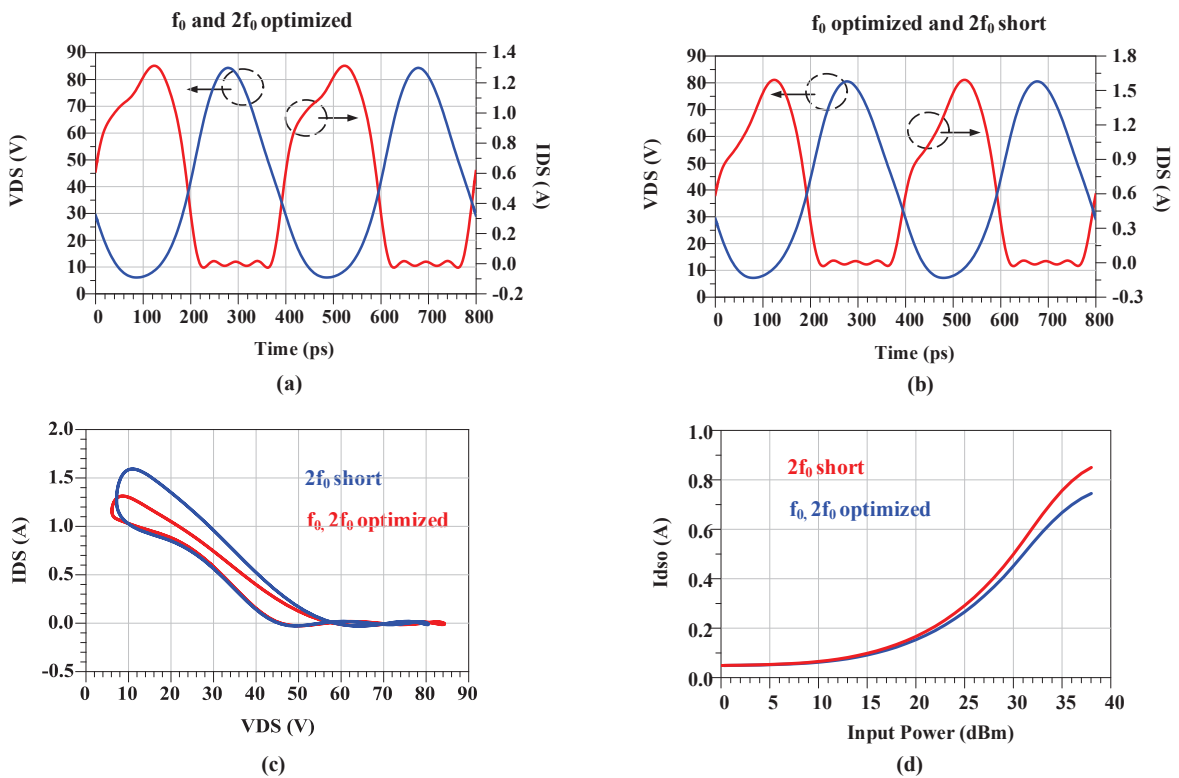 f0 and 2f0 optimized
90
80
70
60
50
40
30
20
10
0
VDS (V)
1.4
1.2
1.0
0.8
0.6
0.4
0.2
0.0
-0.2
IDS (A)
0 100 200 300 400 500 600 700 800
Time (ps)
(a)
f0 optimized and 2f0 short
90
80
70
60
50
40
30
20
10
0
VDS (V)
1.8
1.5
1.2
0.9
0.6
0.3
0.0
-0.3
IDS (A)
0 100 200 300 400 500 600 700 800
Time (ps)
(b)
2.0
1.5
1.0
0.5
0.0
-0.5
IDS (A)
2f0 short
f0, 2f0 optimized
0 10 20 30 40 50 60 70 80 90
VDS (V)
(c)
1.0
0.8
0.6
0.4
0.2
0.0
Idso (A)
2f0 short
f0, 2f0 optimized
0 5 10 15 20 25 30 35 40
Input Power (dBm)
(d)